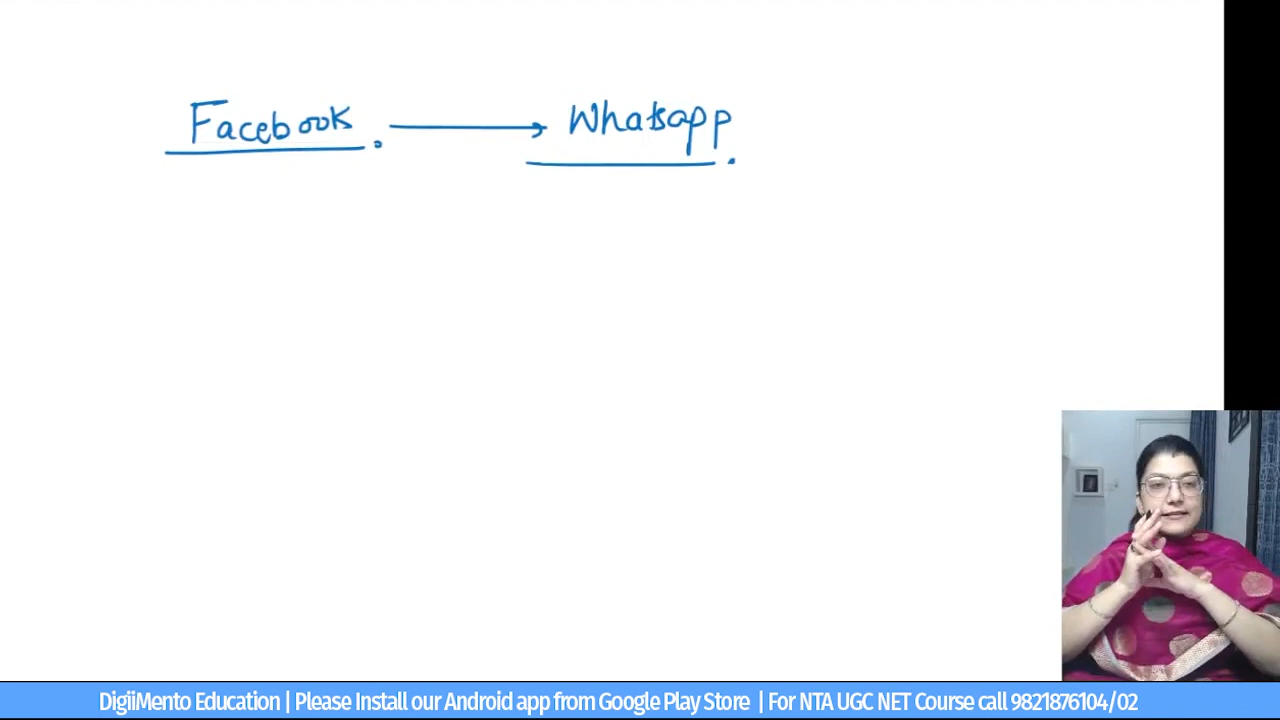 Facebook. → Whatsapp.
DigiiMento Education | Please Install our Android app from Google Play Store | For NTA UGC NET Course call 9821876104/02